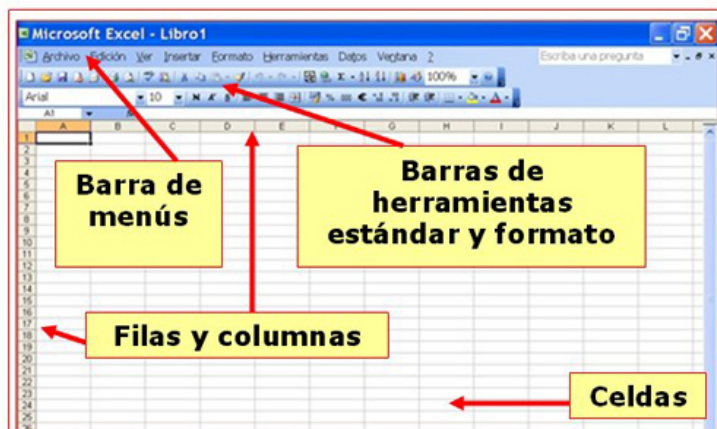 Microsoft Excel - Libro1
Archivo Edición Ver Insertar Formato Herramientas Datos Ventana ? Escriba una pregunta
100%
Arial 10 N K S
A1 fx
A B C D E F G H I J K L
1
2
3
4
5
6
7
8
9
10
11
12
13
14
15
16
17
18
19
20
21
22
23
24
25
26
Barra de
menús
Barras de
herramientas
estándar y formato
Filas y columnas
Celdas